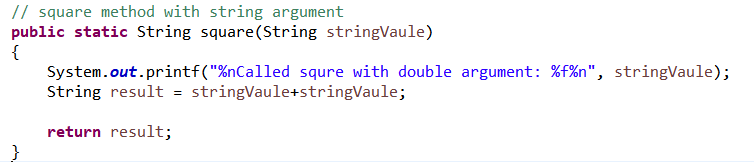 // square method with string argument
public static String square(String stringVaule)
{
    System.out.printf("%nCalled squre with double argument: %f%n", stringVaule);
    String result = stringVaule+stringVaule;
    return result;
}